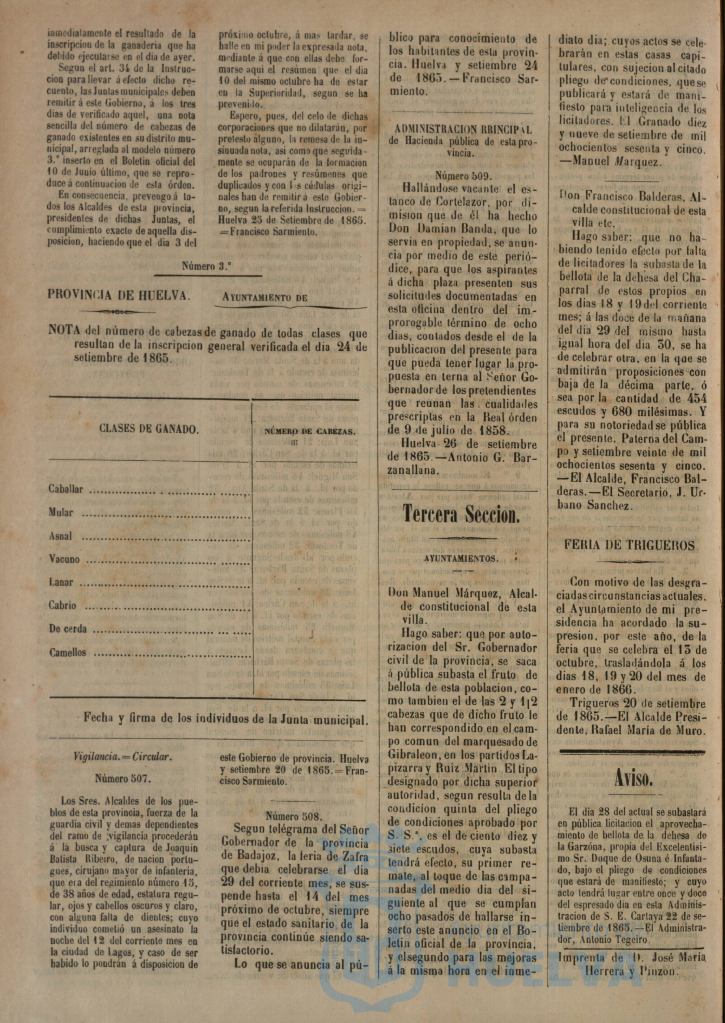 inmediatamente el resultado de la
inscripcion de la ganaderia que ha
debido ejecutarse en el dia de ayer.
Segun el art. 34 de la Instruc-
cion para llevar á efecto dicho re-
cuento, las Juntas municipales deben
remitir á este Gobierno, á los tres
dias de verificado aquel, una nota
sencilla del número de cabezas de
ganado existentes en su distrito mu-
nicipal, arreglada al modelo número
3.º inserto en el Boletin oficial del
10 de Junio último, que se repro-
duce á continuacion de esta órden.
En consecuencia, prevengo á to-
dos los Alcaldes de esta provincia,
presidentes de dichas Juntas, el
cumplimiento exacto de aquella dis-
posicion, haciendo que el dia 3 del
próximo octubre, á mas tardar, se
halle en mi poder la expresada nota,
mediante á que con ellas debe for-
marse aquí el resúmen que el dia
10 del mismo octubre ha de estar
en la Superioridad, segun se ha
prevenido.
Espero, pues, del celo de dichas
corporaciones que no dilatarán, por
pretesto alguno, la remesa de la in-
sinuada nota, asi como que seguida-
mente se ocuparán de la formacion
de los padrones y resúmenes que
duplicados y con las cédulas origi-
nales han de remitir á este Gobier-
no, segun la referida Instruccion.=
Huelva 25 de Setiembre de 1865.
=Francisco Sarmiento.
Número 3.º
PROVINCIA DE HUELVA. AYUNTAMIENTO DE
NOTA del número de cabezas de ganado de todas clases que
resultan de la inscripcion general verificada el dia 24 de
setiembre de 1865.
CLASES DE GANADO. NÚMERO DE CABEZAS.
Caballar
Mular
Asnal
Vacuno
Lanar
Cabrio
De cerda
Camellos
Fecha y firma de los individuos de la Junta municipal.
Vigilancia.=Circular.
Número 507.
Los Sres. Alcaldes de los pue-
blos de esta provincia, fuerza de la
guardia civil y demas dependientes
del ramo de vigilancia procederán
á la busca y captura de Joaquin
Batista Ribeiro, de nacion portu-
gues, cirujano mayor de infanteria,
que era del regimiento número 15,
de 38 años de edad, estatura regu-
lar, ojos y cabellos oscuros y claro,
con alguna falta de dientes; cuyo
individuo cometió un asesinato la
noche del 12 del corriente mes en
la ciudad de Lagos, y caso de ser
habido lo pondrán á disposicion de
este Gobierno de provincia. Huelva
y setiembre 20 de 1865.=Fran-
cisco Sarmiento.
Número 508.
Segun telégrama del Señor
Gobernador de la provincia
de Badajoz, la feria de Zafra
que debia celebrarse el dia
29 del corriente mes, se sus-
pende hasta el 14 del mes
próximo de octubre, siempre
que el estado sanitario de la
provincia continúe siendo sa-
tisfactorio.
Lo que se anuncia al pú-
blico para conocimiento de
los habitantes de esta provin-
cia. Huelva y setiembre 24
de 1865.—Francisco Sar-
miento.
ADMINISTRACION RRINCIPAL
de Hacienda pública de esta pro-
vincia.
Número 509.
Hallándose vacante el es-
tanco de Cortelazor, por di-
mision que de él ha hecho
Don Damian Banda, que lo
servia en propiedad, se anun-
cia por medio de este perió-
dice, para que los aspirantes
á dicha plaza presenten sus
solicitudes documentadas en
esta oficina dentro del im-
prorogable término de ocho
dias, contados desde el de la
publicacion del presente para
que pueda tener lugar la pro-
puesta en terna al Señor Go-
bernador de los pretendientes
que reunan las cualidades
prescriptas en la Real órden
de 9 de julio de 1858.
Huelva 26 de setiembre
de 1865.—Antonio G. Bar-
zanallana.
Tercera Seccion.
AYUNTAMIENTOS.
Don Manuel Márquez, Alcal-
de constitucional de esta
villa.
Hago saber: que por auto-
rizacion del Sr. Gobernador
civil de la provincia, se saca
á pública subasta el fruto de
bellota de esta poblacion, co-
mo tambien el de las 2 y 1|2
cabezas que de dicho fruto le
han correspondido en el cam-
po comun del marquesado de
Gibraleon, en los partidos La-
pizarra y Ruiz Martin. El tipo
designado por dicha superior
autoridad, segun resulta de la
condicion quinta del pliego
de condiciones aprobado por
S. S.ª, es el de ciento diez y
siete escudos, cuya subasta
tendrá efecto, su primer re-
mate, al toque de las campa-
nadas del medio dia del si-
guiente al que se cumplan
ocho pasados de hallarse in-
serto este anuncio en el Bo-
letin oficial de la provincia,
y el segundo para las mejoras
á la misma hora en el inme-
diato dia; cuyos actos se cele-
brarán en estas casas capi-
tulares, con sujecion al citado
pliego de condiciones, que se
publicará y estará de mani-
fiesto para inteligencia de los
licitadores. El Granado diez
y nueve de setiembre de mil
ochocientos sesenta y cinco.
—Manuel Marquez.
Don Francisco Balderas, Al-
calde constitucional de esta
villa etc.
Hago saber: que no ha-
biendo tenido efecto por falta
de licitadores la subasta de la
bellota de la dehesa del Cha-
parral de estos propios en
los dias 18 y 19 del corriente
mes; á las doce de la mañana
del dia 29 del mismo hasta
igual hora del dia 30, se ha
de celebrar otra, en la que se
admitirán proposiciones con
baja de la décima parte, ó
sea por la cantidad de 454
escudos y 680 milésimas. Y
para su notoriedad se pública
el presente. Paterna del Cam-
po y setiembre veinte de mil
ochocientos sesenta y cinco.
—El Alcalde, Francisco Bal-
deras.—El Secretario, J. Ur-
bano Sanchez.
FERIA DE TRIGUEROS
Con motivo de las desgra-
ciadas circunstancias actuales,
el Ayuntamiento de mi pre-
sidencia ha acordado la su-
presion, por este año, de la
feria que se celebra el 13 de
octubre, trasladándola á los
dias 18, 19 y 20 del mes de
enero de 1866.
Trigueros 20 de setiembre
de 1865.—El Alcalde Presi-
dente, Rafael Maria de Muro.
Aviso.
El dia 28 del actual se subastará
en pública licitacion el aprovecha-
miento de bellota de la dehesa de
la Garzóna, propia del Excelentisi-
mo Sr. Duque de Osuna é Infanta-
do, bajo el pliego de condiciones
que estará de manifiesto; y cuyo
acto tendrá lugar entre once y doce
del espresado dia en esta Adminis-
tracion de S. E. Cartaya 22 de se-
tiembre de 1865.—El Administra-
dor, Antonio Tegeiro.
Imprenta de D. José Maria
Herrera y Pinzon.
HUELVA